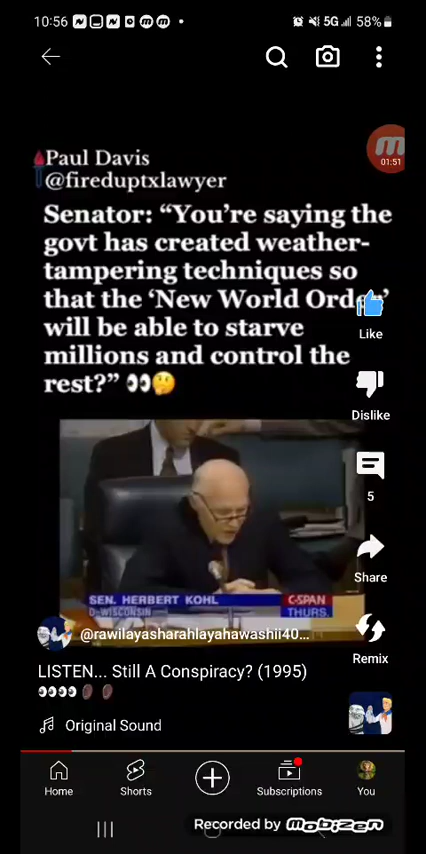 10:56
5G
58%
01:51
Paul Davis
@fireduptxlawyer
Senator: “You’re saying the
govt has created weather-
tampering techniques so
that the ‘New World Order’
will be able to starve
millions and control the
rest?” 👀🤔
Like
Dislike
5
Share
Remix
SEN. HERBERT KOHL
D-WISCONSIN
C-SPAN
THURS.
@rawilayasharahlayahawashii40...
LISTEN... Still A Conspiracy? (1995)
Original Sound
Home
Shorts
Subscriptions
You
Recorded by mobizen